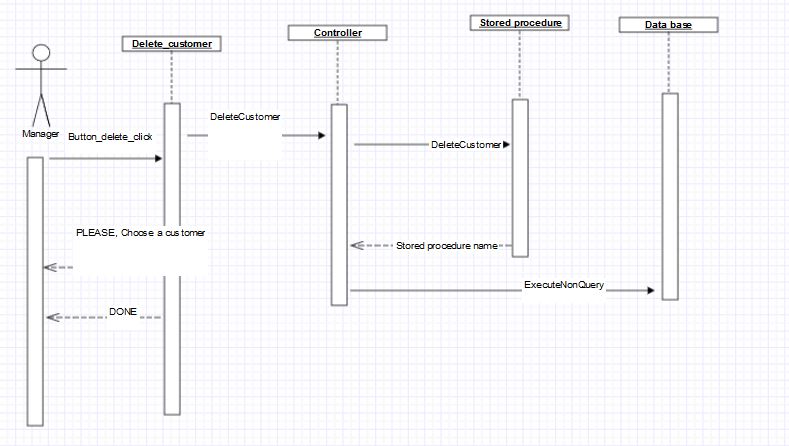 Delete_customer
Controller
Stored procedure
Data base
Manager
Button_delete_click
DeleteCustomer
DeleteCustomer
PLEASE, Choose a customer
Stored procedure name
ExecuteNonQuery
DONE